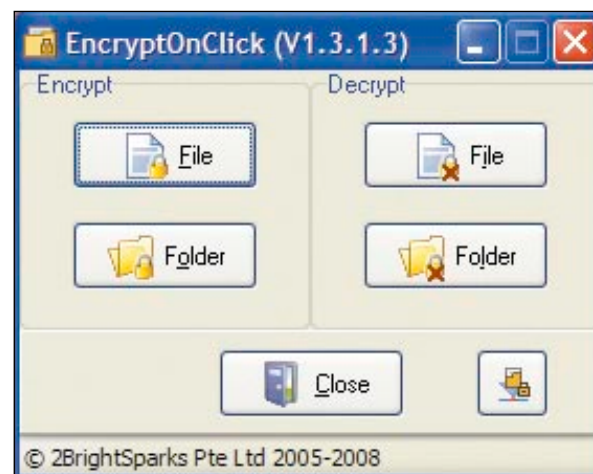 EncryptOnClick (V1.3.1.3)
Encrypt
Decrypt
File
File
Folder
Folder
Close
© 2BrightSparks Pte Ltd 2005-2008